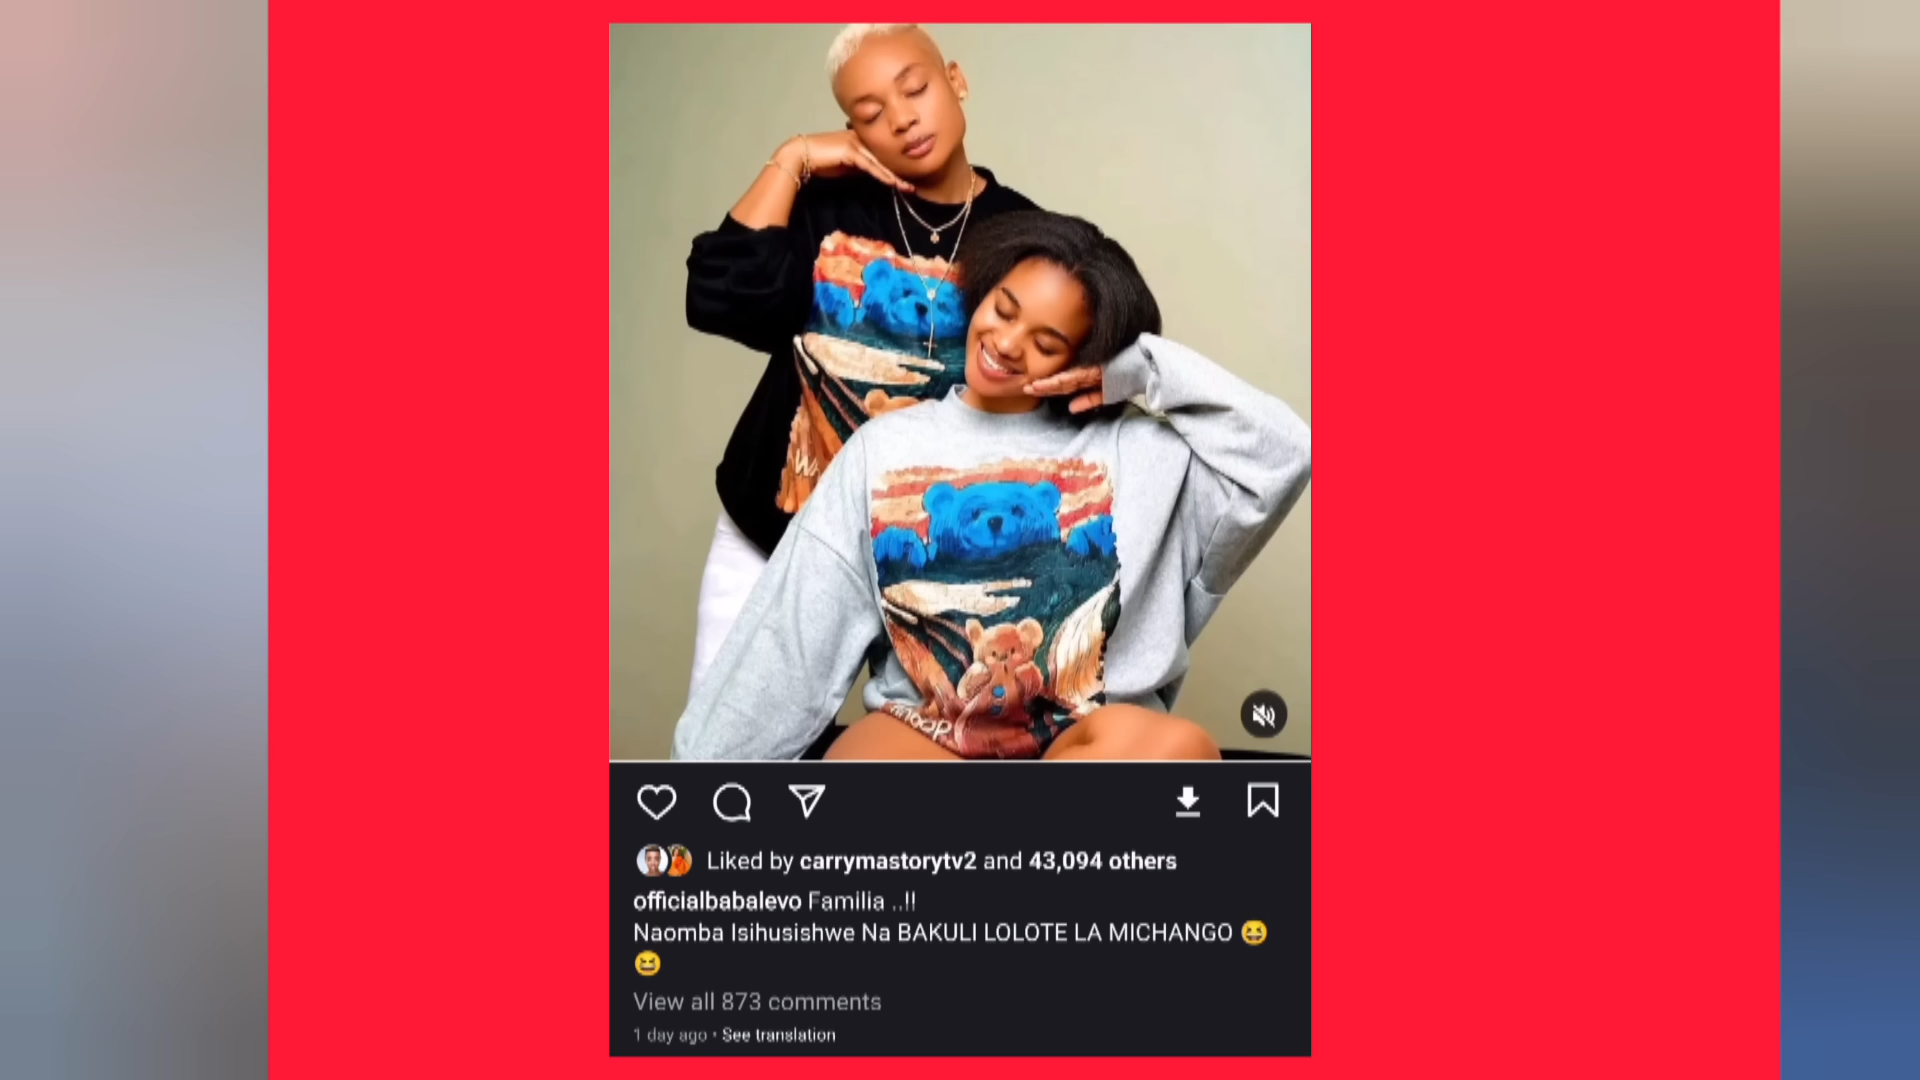 Liked by carrymastorytv2 and 43,094 others
officialbabalevo Familia ..!!
Naomba Isihusishwe Na BAKULI LOLOTE LA MICHANGO 😆
😆
View all 873 comments
1 day ago • See translation